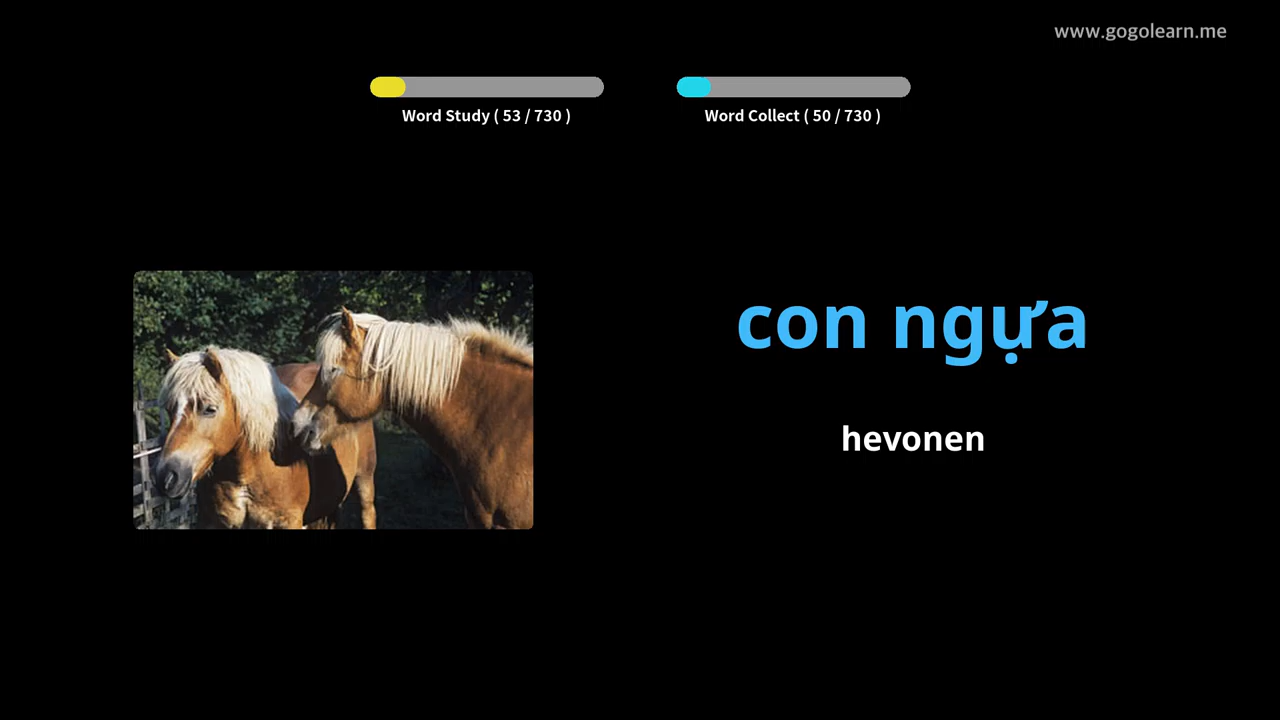 www.gogolearn.me
Word Study ( 53 / 730 )
Word Collect ( 50 / 730 )
con ngựa
hevonen